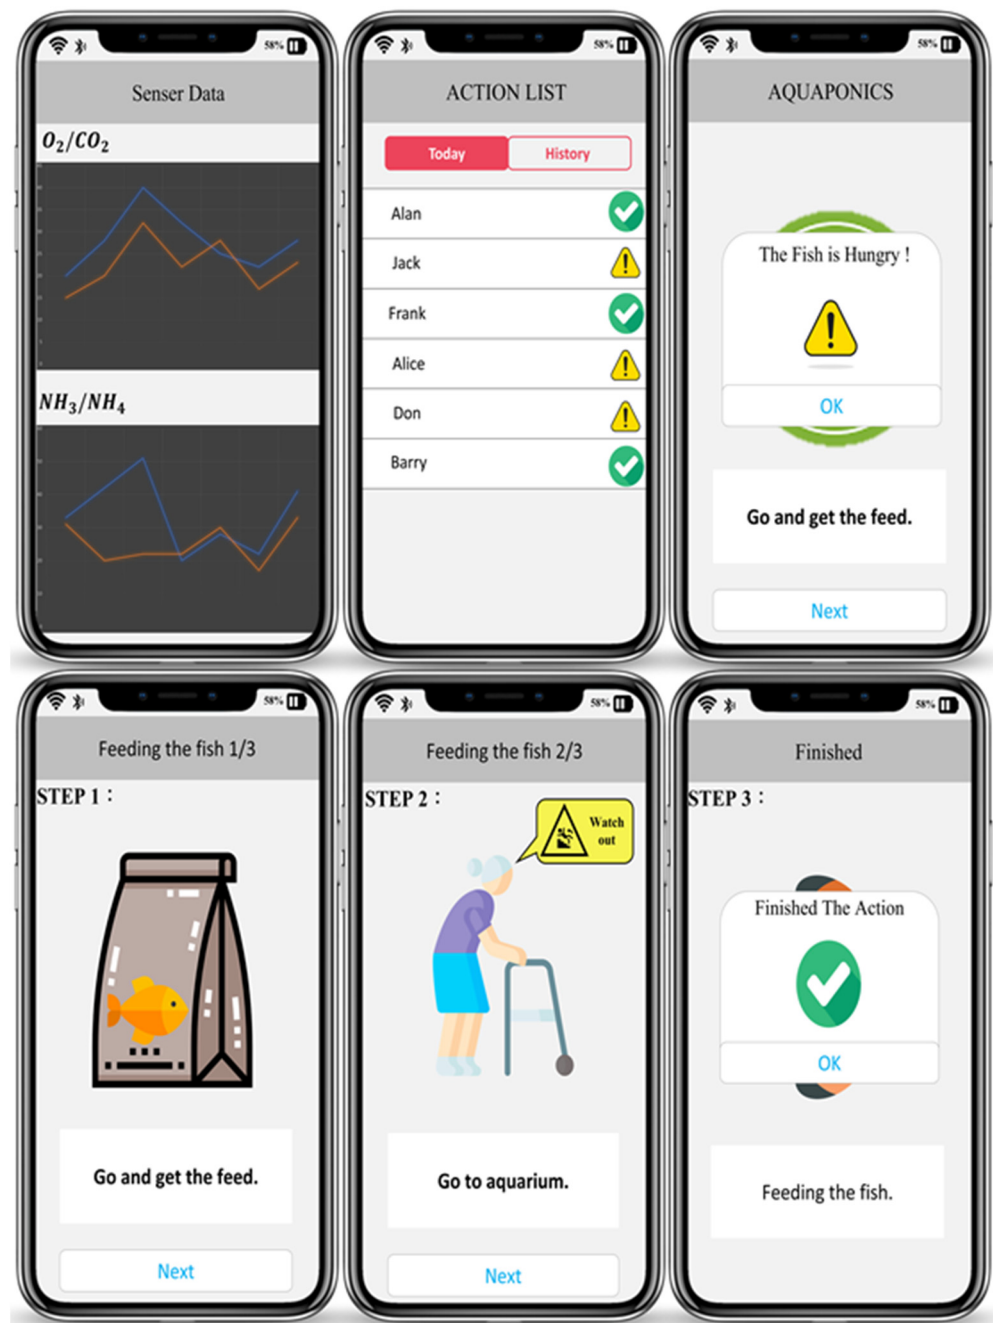 58%
Senser Data
O₂/CO₂
NH₃/NH₄
58%
ACTION LIST
Today History
Alan
Jack
Frank
Alice
Don
Barry
58%
AQUAPONICS
The Fish is Hungry !
OK
Go and get the feed.
Next
58%
Feeding the fish 1/3
STEP 1：
Go and get the feed.
Next
58%
Feeding the fish 2/3
STEP 2：
Watch
out
Go to aquarium.
Next
58%
Finished
STEP 3：
Finished The Action
OK
Feeding the fish.